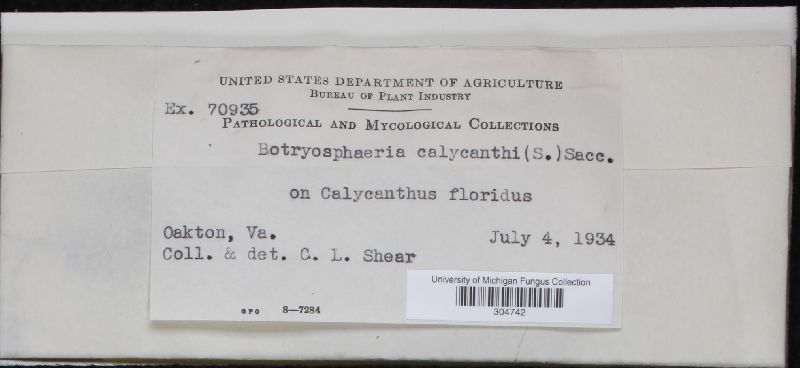 UNITED STATES DEPARTMENT OF AGRICULTURE
BUREAU OF PLANT INDUSTRY
Ex. 70935
PATHOLOGICAL AND MYCOLOGICAL COLLECTIONS
Botryosphaeria calycanthi(S.)Sacc.
on Calycanthus floridus
Oakton, Va. July 4, 1934
Coll. & det. C. L. Shear
University of Michigan Fungus Collection
304742
GPO 8—7284